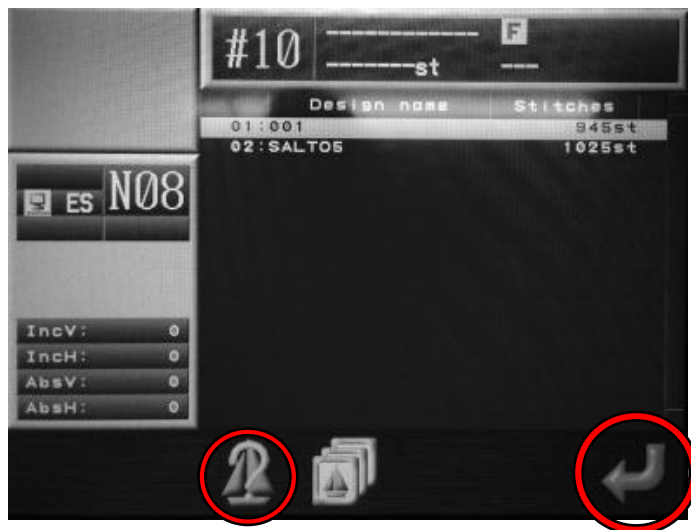 #10 ----------- F
-------st ---
Design name Stitches
01:001 945st
02:SALTO5 1025st
ES N08
IncV: 0
IncH: 0
AbsV: 0
AbsH: 0